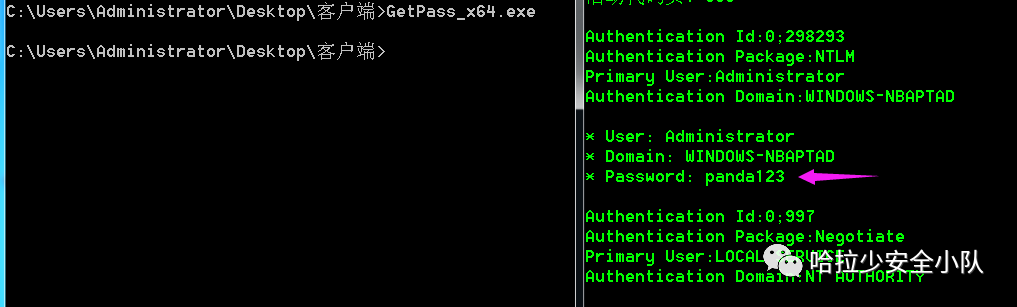 C:\Users\Administrator\Desktop\客户端>GetPass_x64.exe
C:\Users\Administrator\Desktop\客户端>
Authentication Id:0;298293
Authentication Package:NTLM
Primary User:Administrator
Authentication Domain:WINDOWS-NBAPTAD
* User: Administrator
* Domain: WINDOWS-NBAPTAD
* Password: panda123
Authentication Id:0;997
Authentication Package:Negotiate
Primary User:LOCAL SERVICE
Authentication Domain:NT AUTHORITY
哈拉少安全小队